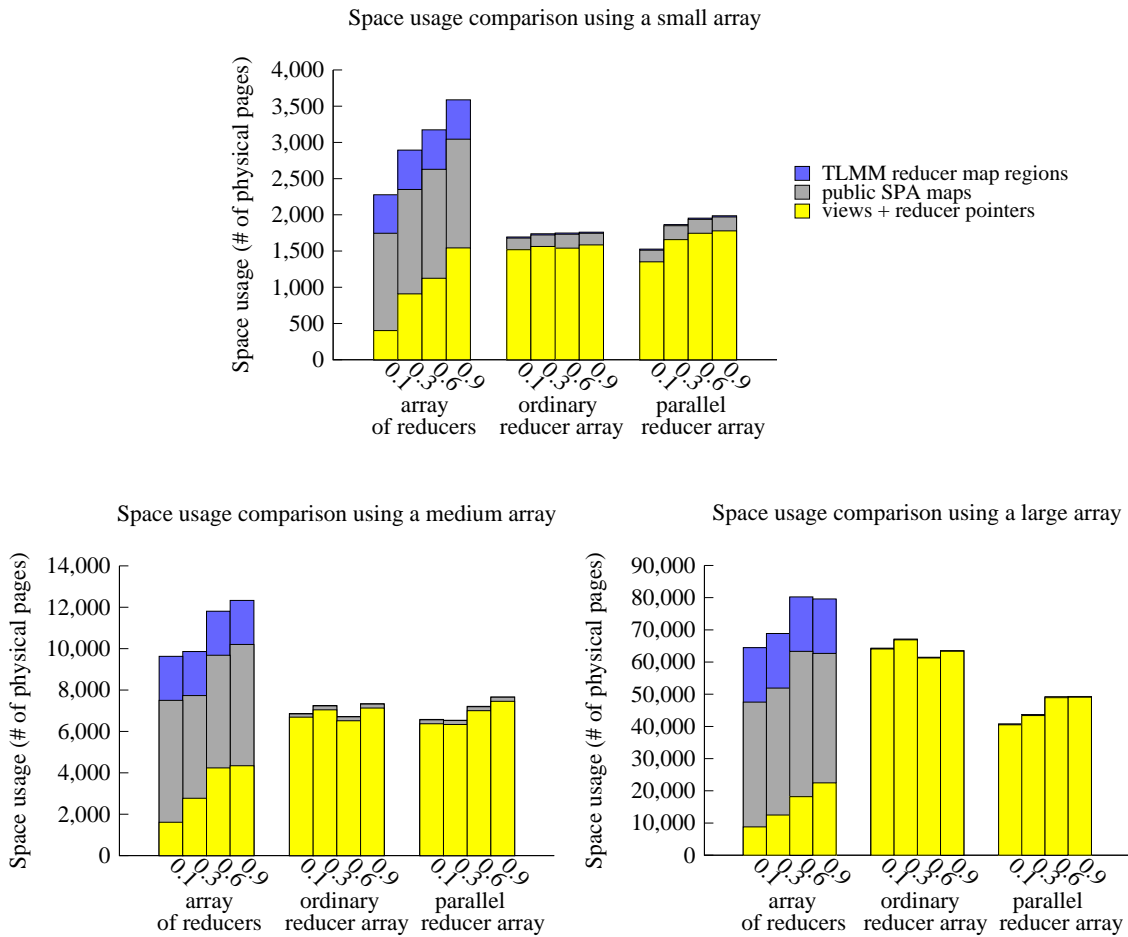 Space usage comparison using a small array
Space usage (# of physical pages)
4,000
3,500
3,000
2,500
2,000
1,500
1,000
500
0
TLMM reducer map regions
public SPA maps
views + reducer pointers
0.1 0.3 0.6 0.9 0.1 0.3 0.6 0.9 0.1 0.3 0.6 0.9
array ordinary parallel
of reducers reducer array reducer array
Space usage comparison using a medium array
Space usage (# of physical pages)
14,000
12,000
10,000
8,000
6,000
4,000
2,000
0
0.1 0.3 0.6 0.9 0.1 0.3 0.6 0.9 0.1 0.3 0.6 0.9
array ordinary parallel
of reducers reducer array reducer array
Space usage comparison using a large array
Space usage (# of physical pages)
90,000
80,000
70,000
60,000
50,000
40,000
30,000
20,000
10,000
0
0.1 0.3 0.6 0.9 0.1 0.3 0.6 0.9 0.1 0.3 0.6 0.9
array ordinary parallel
of reducers reducer array reducer array